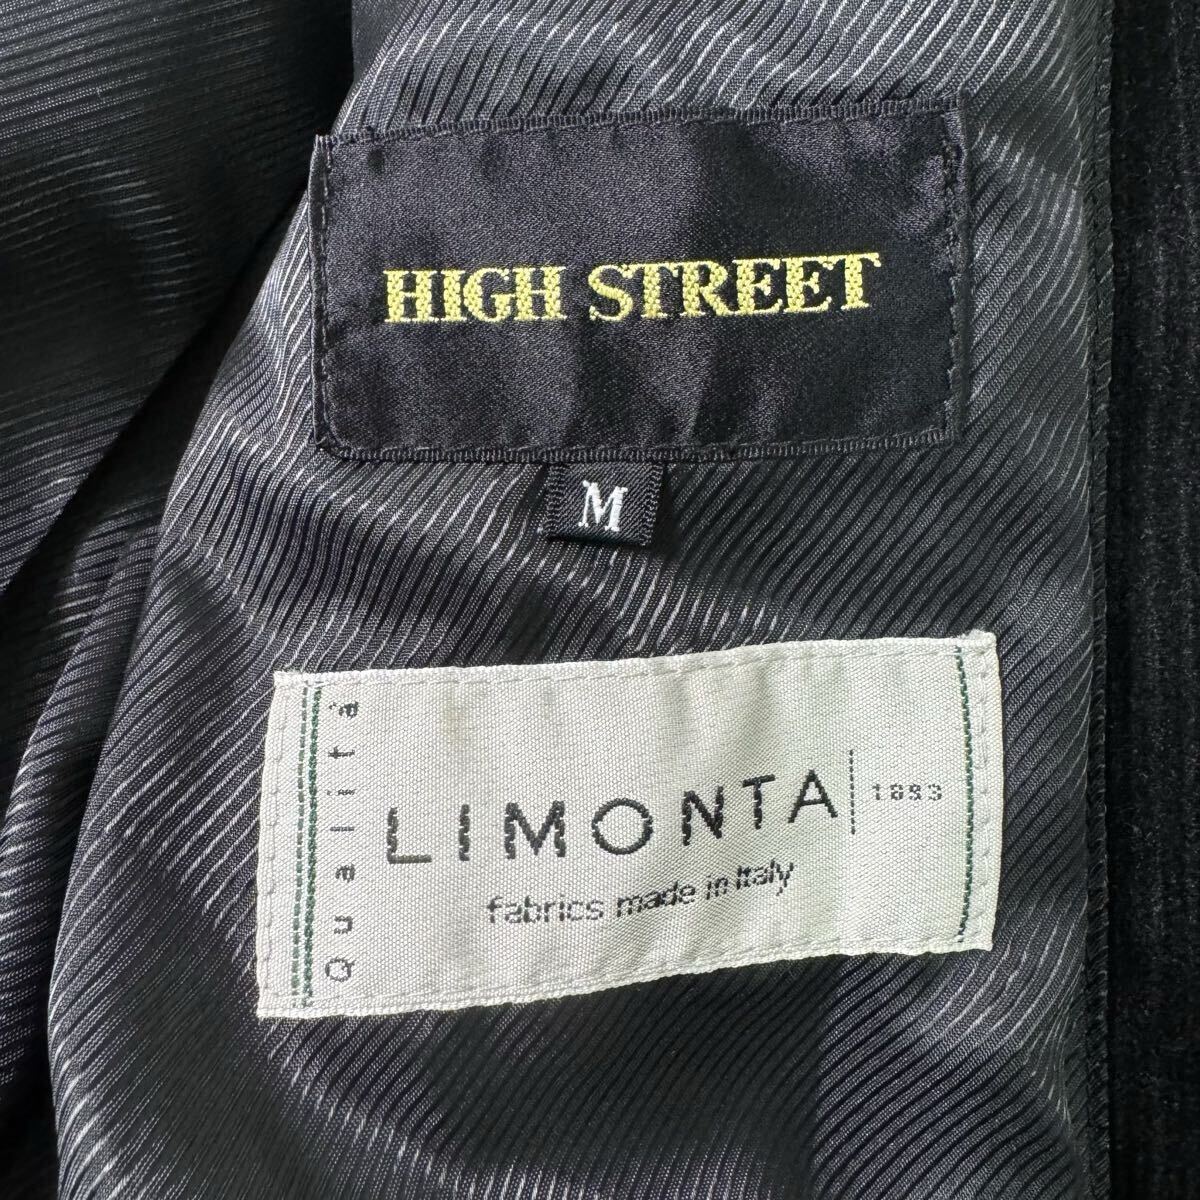 HIGH STREET
M
Qualità
LIMONTA 1893
fabrics made in Italy